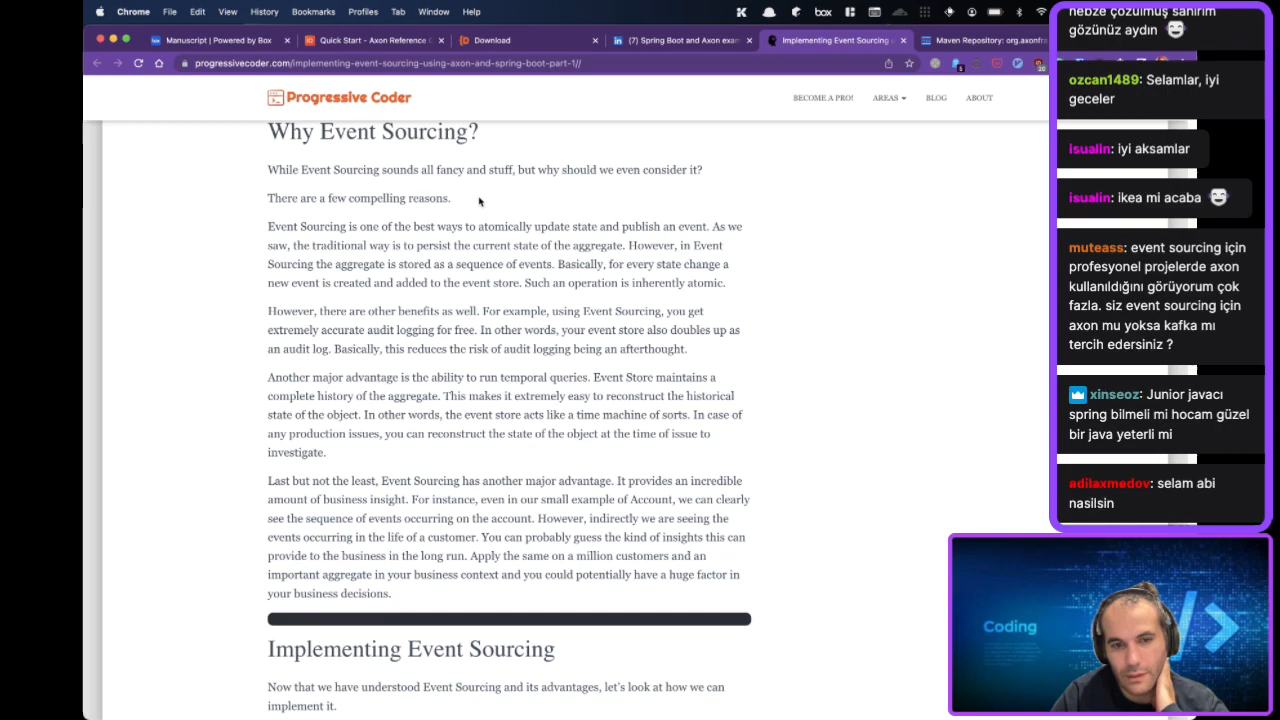 Chrome File Edit View History Bookmarks Profiles Tab Window Help
box
Manuscript | Powered by Box
Quick Start - Axon Reference
Download
(7) Spring Boot and Axon exam
Implementing Event Sourcing
Maven Repository: org.axonfra
progressivecoder.com/implementing-event-sourcing-using-axon-and-spring-boot-part-1//
Progressive Coder
BECOME A PRO! AREAS BLOG ABOUT
Why Event Sourcing?
While Event Sourcing sounds all fancy and stuff, but why should we even consider it?
There are a few compelling reasons.
Event Sourcing is one of the best ways to atomically update state and publish an event. As we
saw, the traditional way is to persist the current state of the aggregate. However, in Event
Sourcing the aggregate is stored as a sequence of events. Basically, for every state change a
new event is created and added to the event store. Such an operation is inherently atomic.
However, there are other benefits as well. For example, using Event Sourcing, you get
extremely accurate audit logging for free. In other words, your event store also doubles up as
an audit log. Basically, this reduces the risk of audit logging being an afterthought.
Another major advantage is the ability to run temporal queries. Event Store maintains a
complete history of the aggregate. This makes it extremely easy to reconstruct the historical
state of the object. In other words, the event store acts like a time machine of sorts. In case of
any production issues, you can reconstruct the state of the object at the time of issue to
investigate.
Last but not the least, Event Sourcing has another major advantage. It provides an incredible
amount of business insight. For instance, even in our small example of Account, we can clearly
see the sequence of events occurring on the account. However, indirectly we are seeing the
events occurring in the life of a customer. You can probably guess the kind of insights this can
provide to the business in the long run. Apply the same on a million customers and an
important aggregate in your business context and you could potentially have a huge factor in
your business decisions.
Implementing Event Sourcing
Now that we have understood Event Sourcing and its advantages, let's look at how we can
implement it.
nebze çözülmüş sanırım
gözünüz aydın
ozcan1489: Selamlar, iyi
geceler
isualin: iyi aksamlar
isualin: ikea mi acaba
muteass: event sourcing için
profesyonel projelerde axon
kullanıldığını görüyorum çok
fazla. siz event sourcing için
axon mu yoksa kafka mı
tercih edersiniz ?
xinseoz: Junior javacı
spring bilmeli mi hocam güzel
bir java yeterli mi
adilaxmedov: selam abi
nasilsin
Coding